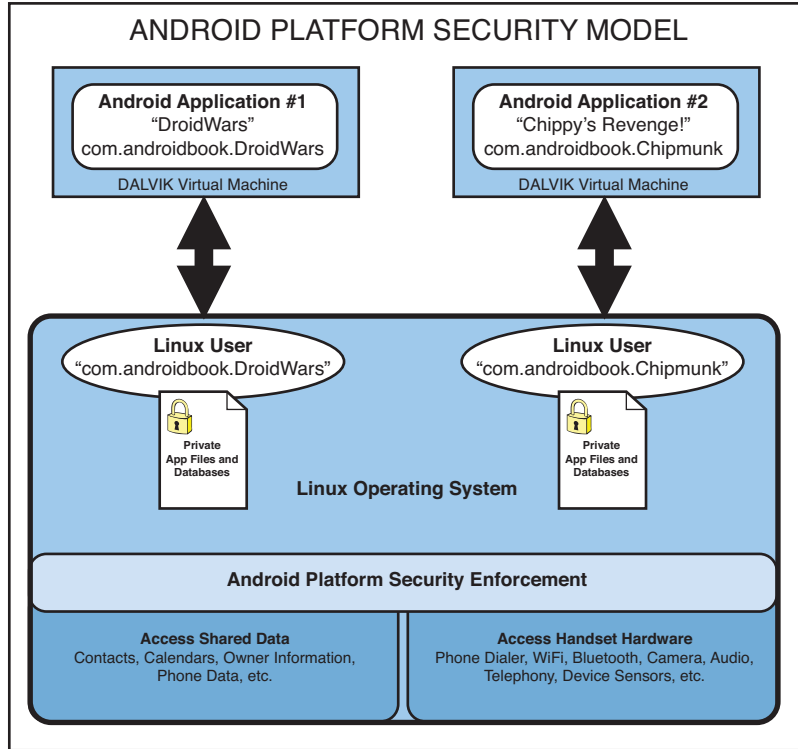 ANDROID PLATFORM SECURITY MODEL
Android Application #1
“DroidWars”
com.androidbook.DroidWars
DALVIK Virtual Machine
Android Application #2
“Chippy’s Revenge!”
com.androidbook.Chipmunk
DALVIK Virtual Machine
Linux User
“com.androidbook.DroidWars”
Private
App Files and
Databases
Linux User
“com.androidbook.Chipmunk”
Private
App Files and
Databases
Linux Operating System
Android Platform Security Enforcement
Access Shared Data
Contacts, Calendars, Owner Information,
Phone Data, etc.
Access Handset Hardware
Phone Dialer, WiFi, Bluetooth, Camera, Audio,
Telephony, Device Sensors, etc.